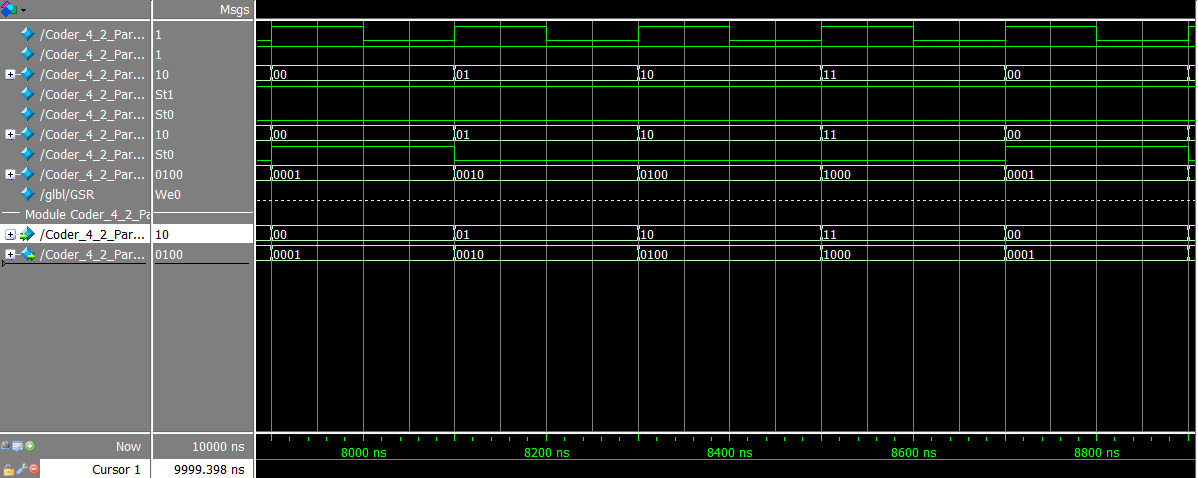 Msgs
/Coder_4_2_Par... 1
/Coder_4_2_Par... 1
/Coder_4_2_Par... 10 00 01 10 11 00
/Coder_4_2_Par... St1
/Coder_4_2_Par... St0
/Coder_4_2_Par... 10 00 01 10 11 00
/Coder_4_2_Par... St0
/Coder_4_2_Par... 0100 0001 0010 0100 1000 0001
/glbl/GSR We0
Module Coder_4_2_Pa
/Coder_4_2_Par... 10 00 01 10 11 00
/Coder_4_2_Par... 0100 0001 0010 0100 1000 0001
Now 10000 ns
8000 ns 8200 ns 8400 ns 8600 ns 8800 ns
Cursor 1 9999.398 ns